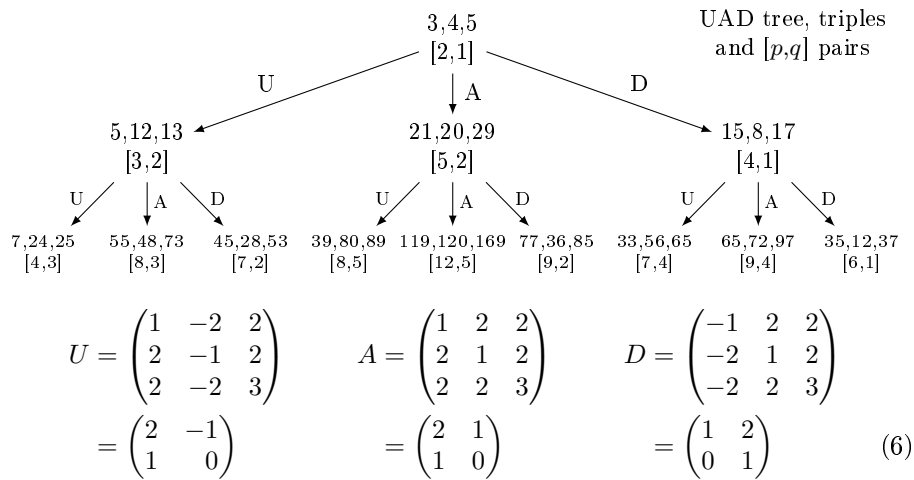 3,4,5
[2,1]
UAD tree, triples
and [p,q] pairs
U
A
D
5,12,13
[3,2]
21,20,29
[5,2]
15,8,17
[4,1]
U A D U A D U A D
7,24,25 55,48,73 45,28,53 39,80,89 119,120,169 77,36,85 33,56,65 65,72,97 35,12,37
[4,3] [8,3] [7,2] [8,5] [12,5] [9,2] [7,4] [9,4] [6,1]
1 −2 2 1 2 2 −1 2 2
U = 2 −1 2 A = 2 1 2 D = −2 1 2
2 −2 3 2 2 3 −2 2 3
2 −1 2 1 1 2
= = = (6)
1 0 1 0 0 1